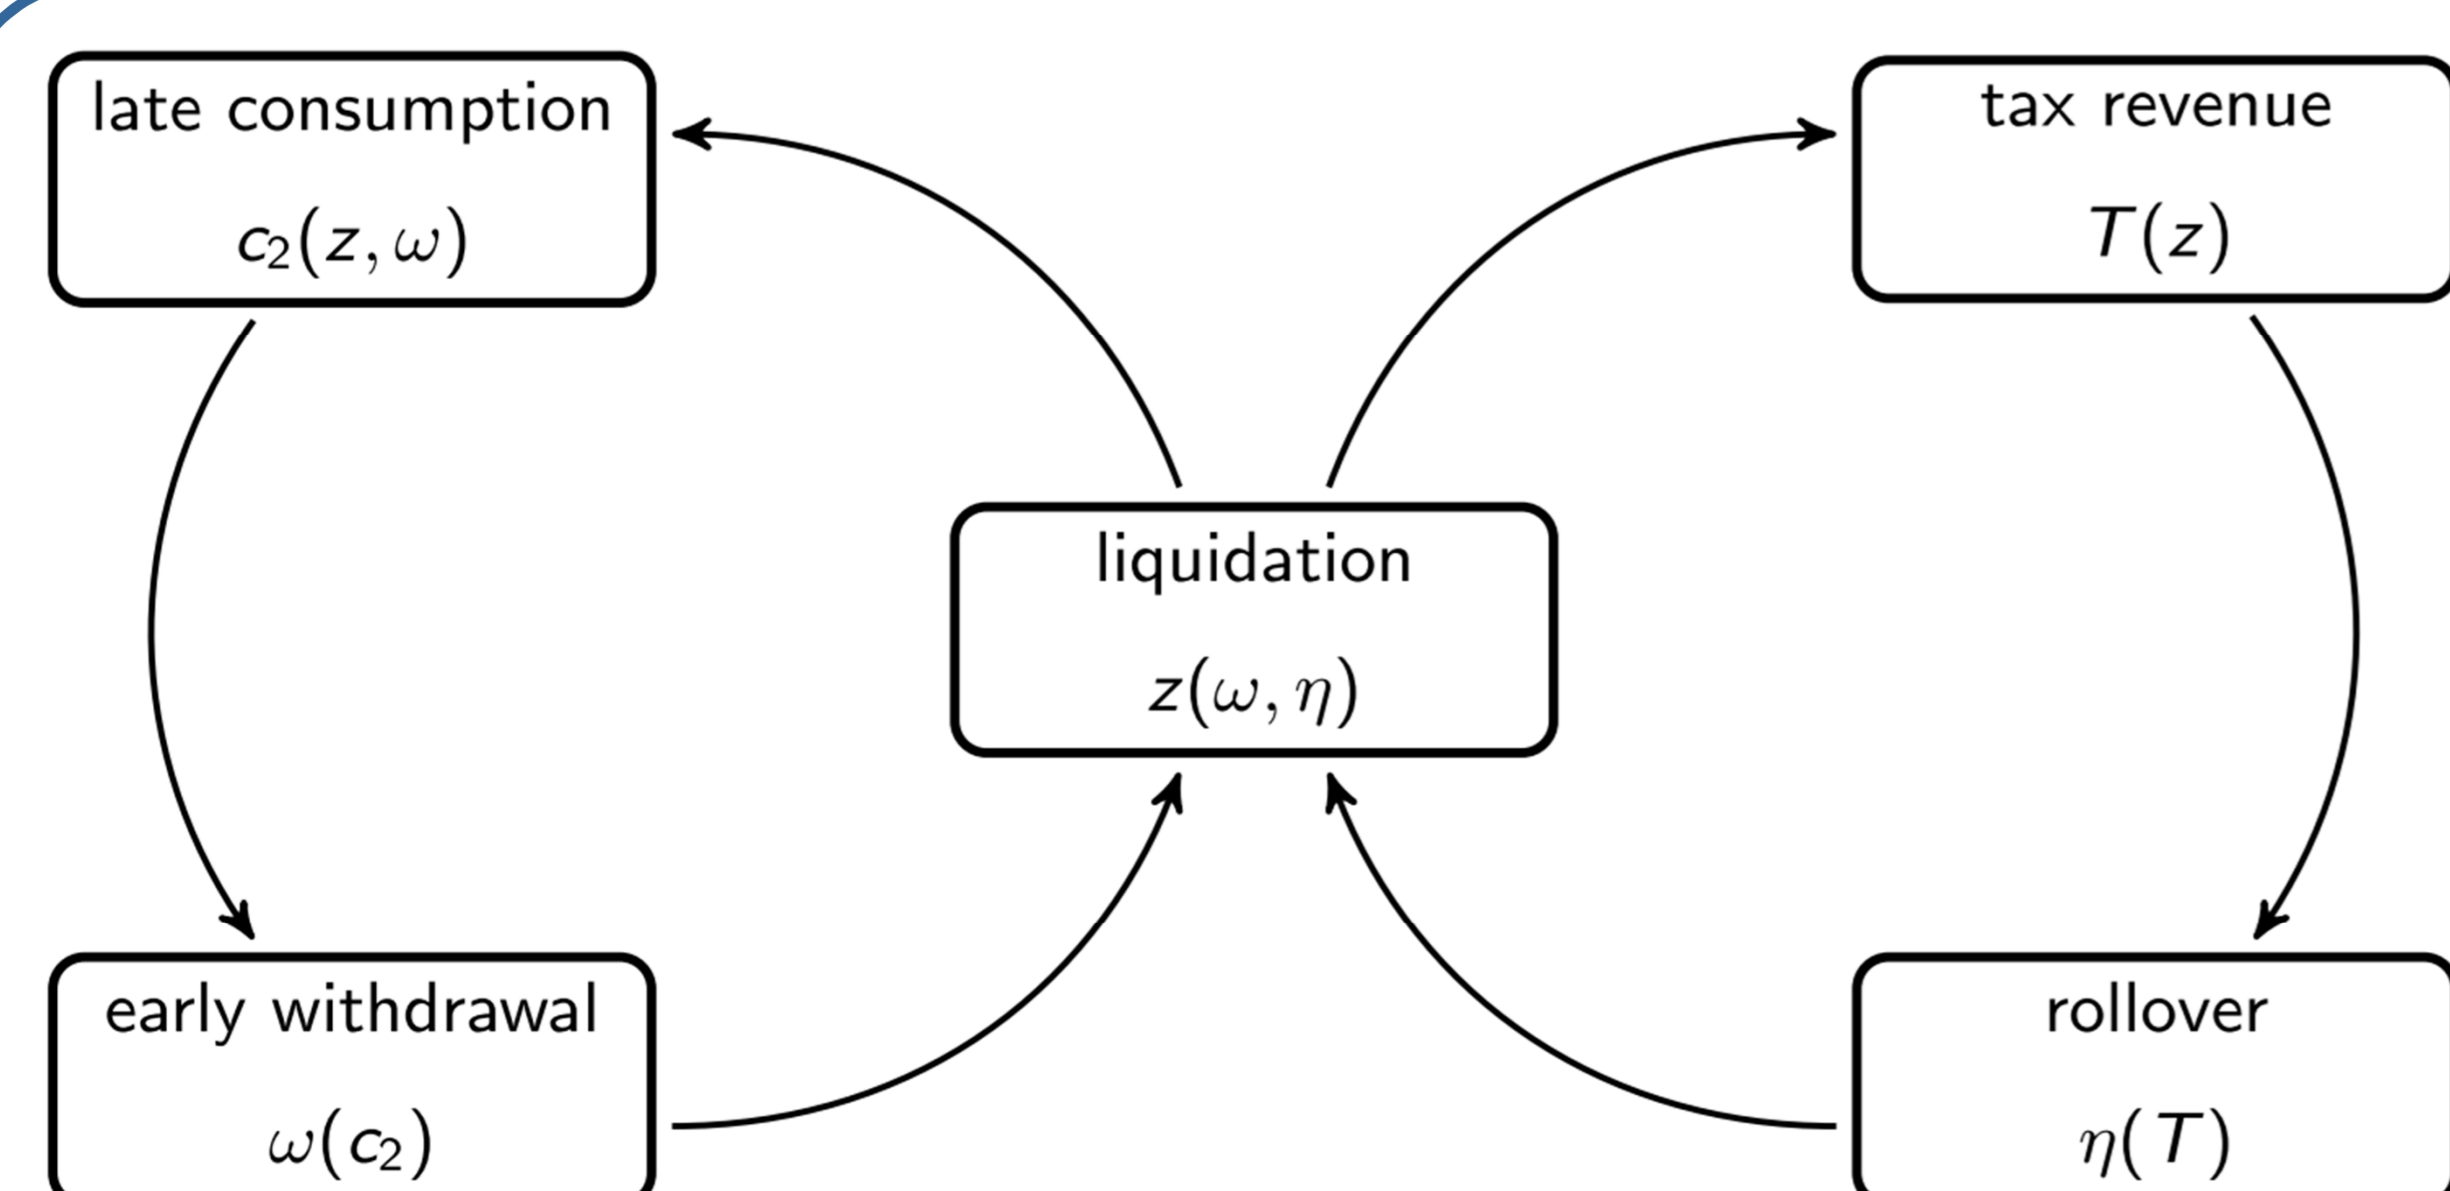 late consumption
c₂(z, ω)
tax revenue
T(z)
liquidation
z(ω, η)
early withdrawal
ω(c₂)
rollover
η(T)